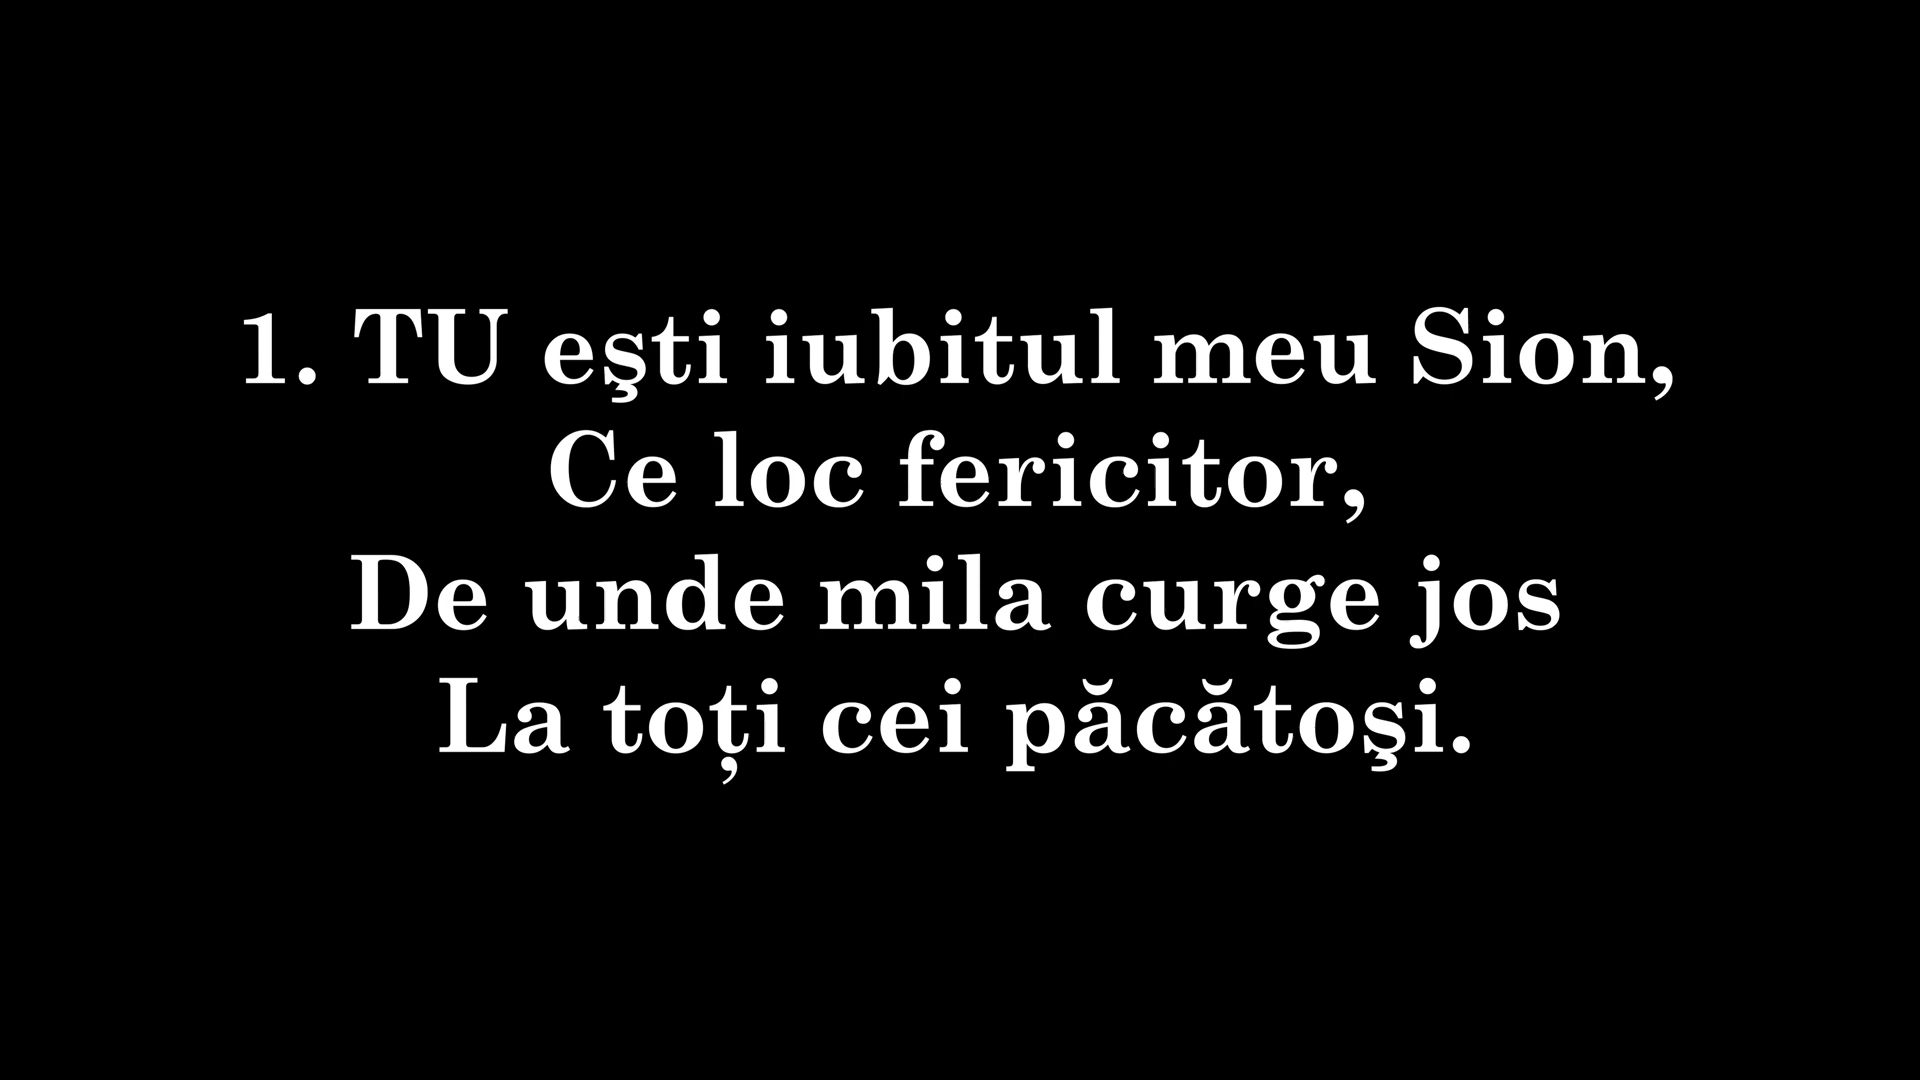 1. TU eşti iubitul meu Sion,
Ce loc fericitor,
De unde mila curge jos
La toți cei păcătoşi.